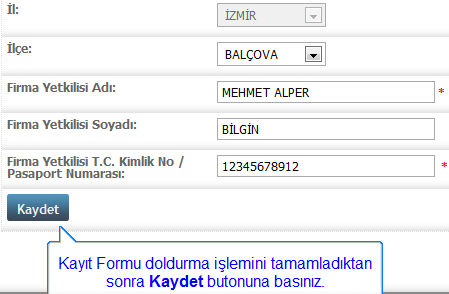 İl: İZMİR
İlçe: BALÇOVA
Firma Yetkilisi Adı: MEHMET ALPER *
Firma Yetkilisi Soyadı: BİLGİN
Firma Yetkilisi T.C. Kimlik No /
Pasaport Numarası: 12345678912 *
Kaydet
Kayıt Formu doldurma işlemini tamamladıktan
sonra Kaydet butonuna basınız.